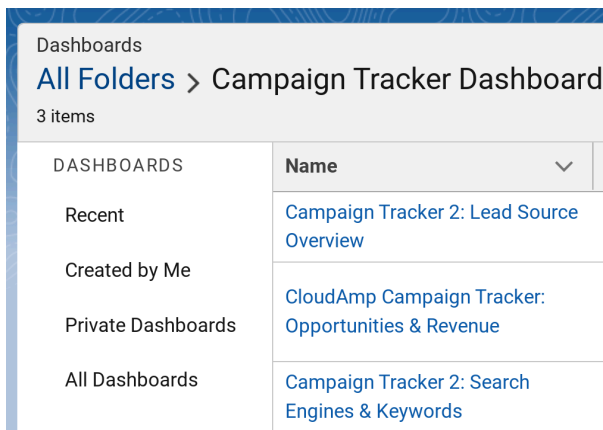 Dashboards
All Folders > Campaign Tracker Dashboard
3 items
DASHBOARDS
Recent
Created by Me
Private Dashboards
All Dashboards
Name
Campaign Tracker 2: Lead Source
Overview
CloudAmp Campaign Tracker:
Opportunities & Revenue
Campaign Tracker 2: Search
Engines & Keywords